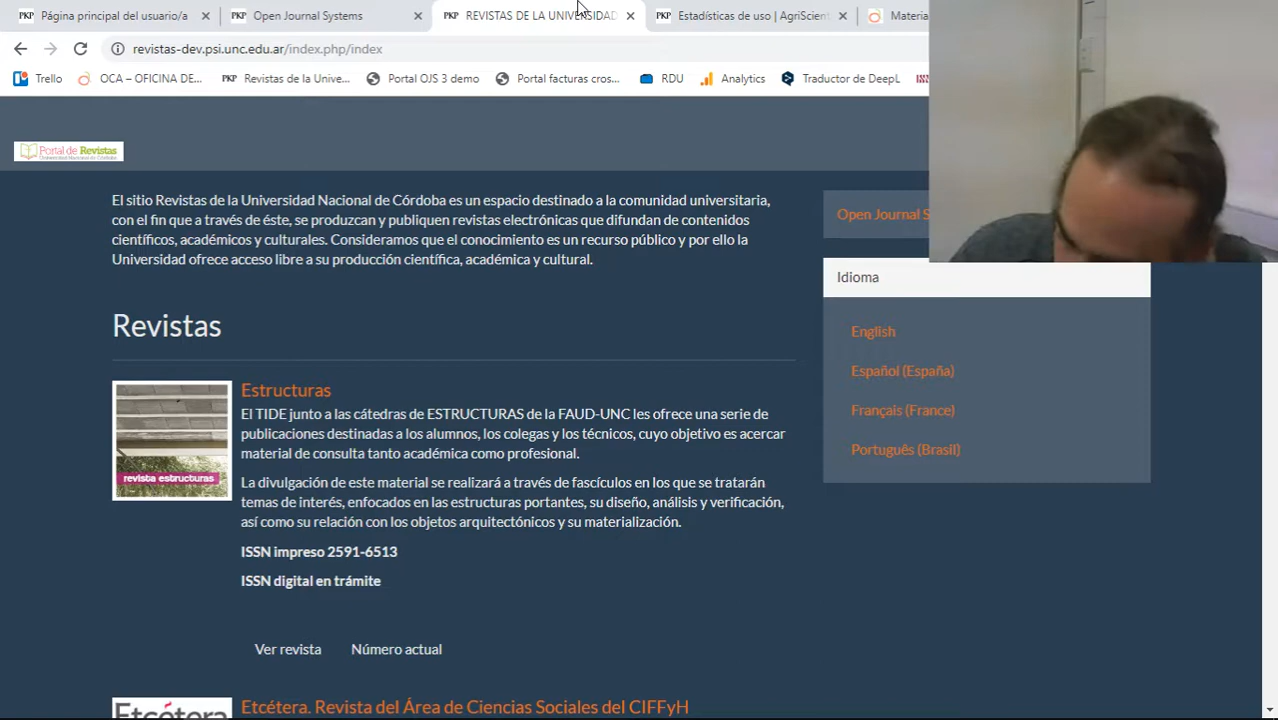 Página principal del usuario/a
Open Journal Systems
REVISTAS DE LA UNIVERSIDAD
Estadísticas de uso | AgriScient
Materia
revistas-dev.psi.unc.edu.ar/index.php/index
Trello
OCA – OFICINA DE...
Revistas de la Unive...
Portal OJS 3 demo
Portal facturas cros...
RDU
Analytics
Traductor de DeepL
Portal de Revistas
El sitio Revistas de la Universidad Nacional de Córdoba es un espacio destinado a la comunidad universitaria,
con el fin que a través de éste, se produzcan y publiquen revistas electrónicas que difundan de contenidos
científicos, académicos y culturales. Consideramos que el conocimiento es un recurso público y por ello la
Universidad ofrece acceso libre a su producción científica, académica y cultural.
Open Journal S
Idioma
English
Español (España)
Français (France)
Português (Brasil)
Revistas
revista estructuras
Estructuras
El TIDE junto a las cátedras de ESTRUCTURAS de la FAUD-UNC les ofrece una serie de
publicaciones destinadas a los alumnos, los colegas y los técnicos, cuyo objetivo es acercar
material de consulta tanto académica como profesional.
La divulgación de este material se realizará a través de fascículos en los que se tratarán
temas de interés, enfocados en las estructuras portantes, su diseño, análisis y verificación,
así como su relación con los objetos arquitectónicos y su materialización.
ISSN impreso 2591-6513
ISSN digital en trámite
Ver revista
Número actual
Etcétera
Etcétera. Revista del Área de Ciencias Sociales del CIFFyH